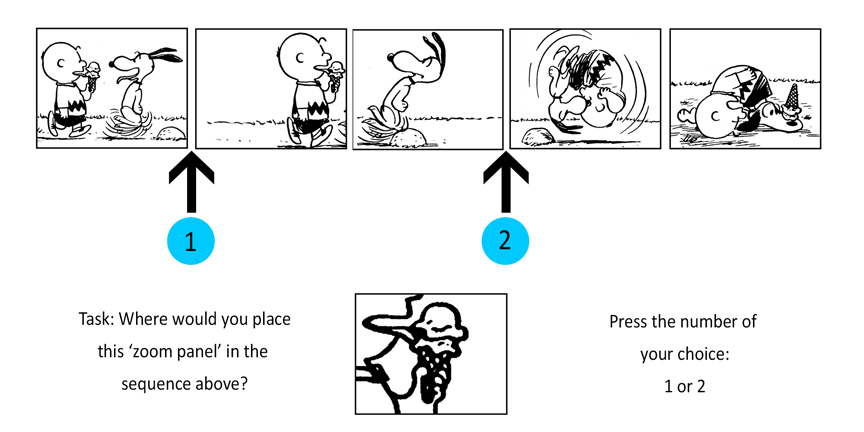 1
2
Task: Where would you place
this ‘zoom panel’ in the
sequence above?
Press the number of
your choice:
1 or 2